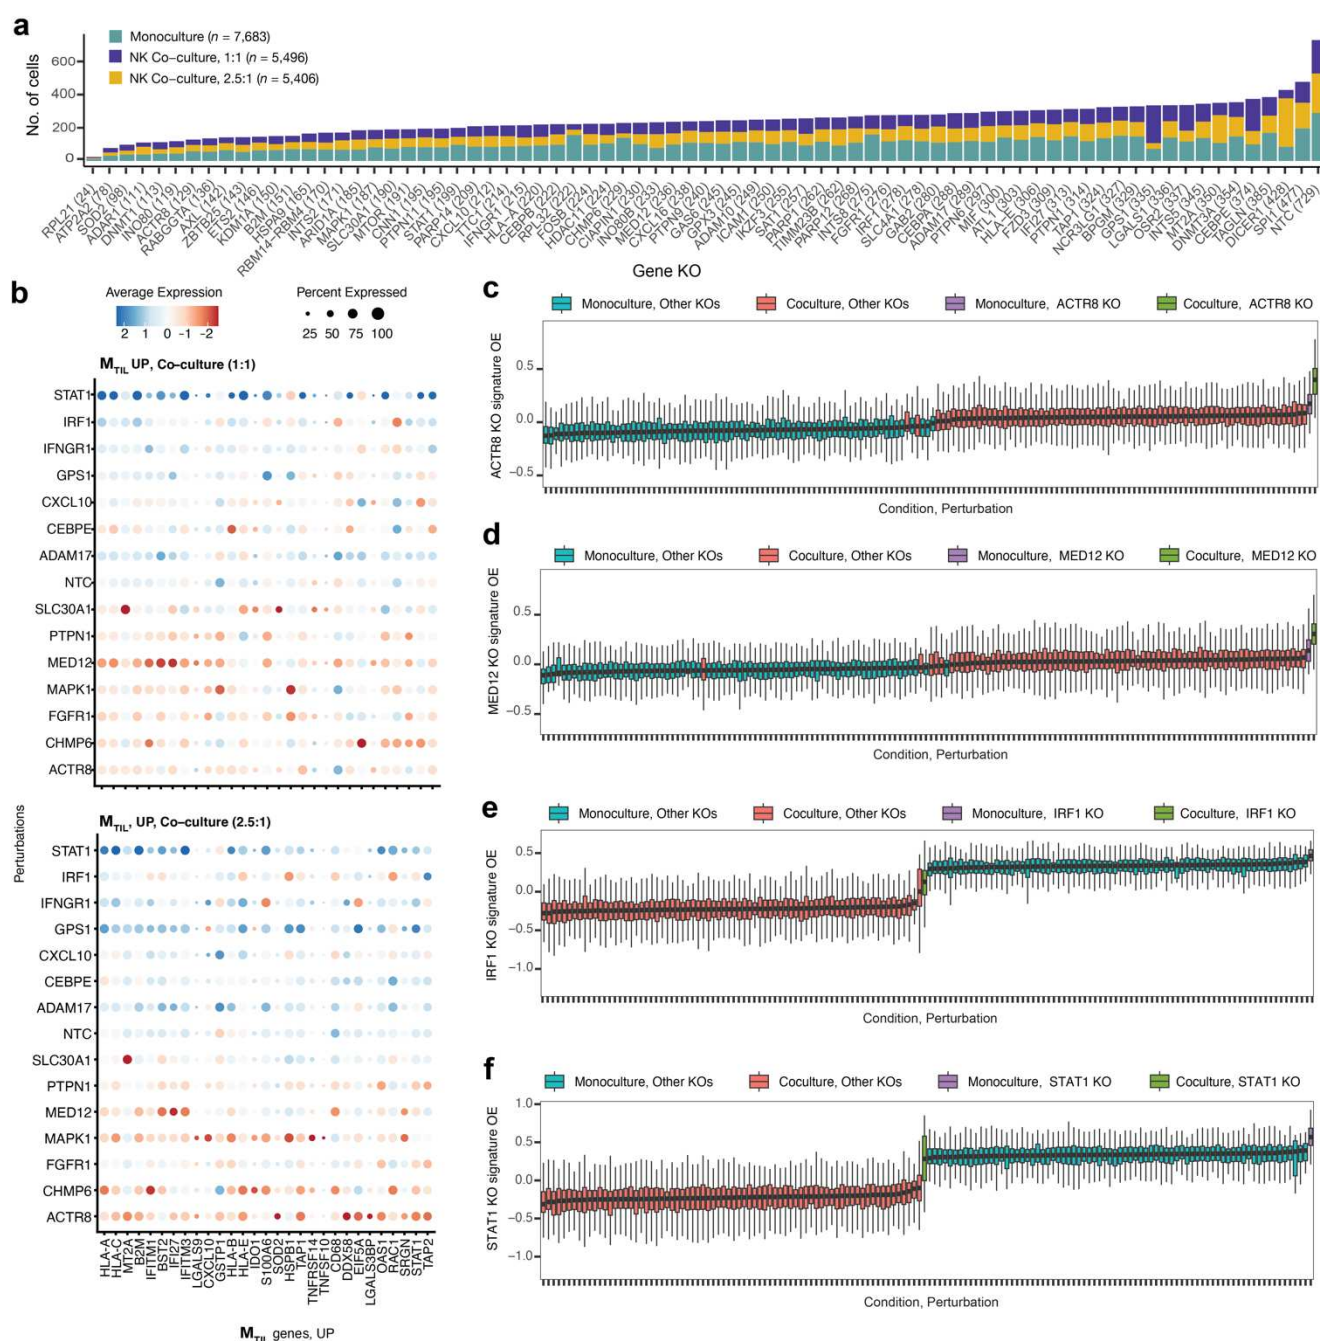 a
Monoculture (n = 7,683)
NK Co-culture, 1:1 (n = 5,496)
NK Co-culture, 2.5:1 (n = 5,406)
No. of cells
600
400
200
0
RPL21 (24)
ATP2A2 (78)
SOD2 (98)
ADAR1 (111)
DNMT1 (113)
INO80 (119)
ACTR8 (129)
RABGGTA (136)
ZBTB25 (143)
ETS2 (146)
KDM1A (150)
B2M (151)
HSPA5 (168)
RBM14-RBM4 (170)
INTS2 (171)
ARID1A (185)
MAPK1 (187)
SLC30A1 (190)
MTOR (191)
CTNN1 (195)
PTPN11 (195)
STAT1 (199)
PARP14 (209)
CXCL10 (212)
TLCD1 (214)
IFNGR1 (215)
HLA-A (220)
CEBPB (222)
RPL32 (222)
FOSB (224)
HDAC1 (224)
CHMP6 (229)
CIAPIN1 (230)
INO80B (233)
MED12 (236)
CXCL16 (238)
PTPN9 (240)
GAS6 (245)
GPX3 (245)
ADAM10 (249)
ICAM1 (250)
IKZF3 (255)
SAT1 (257)
PARP12 (262)
TIMM3B (262)
PARP8 (268)
INTS8 (271)
FGFR1 (276)
IRF1 (278)
SLC4A1 (278)
GAB2 (280)
CEBPA (288)
ADAM17 (289)
PTPN6 (297)
MIF (300)
ATL1 (303)
HLA-E (306)
FZD3 (309)
IFI27 (313)
PTPN1 (314)
TAP1 (324)
NCR3LG1 (327)
BPGM (329)
GPS1 (335)
LGALS1 (336)
OSR2 (337)
INTS5 (345)
MT2A (350)
DNMT3A (354)
CEBPE (374)
TAGLN (385)
DICER1 (428)
SP1 (477)
NTC (729)
Gene KO
b
Average Expression
2 1 0 -1 -2
Percent Expressed
25 50 75 100
MTIL UP, Co-culture (1:1)
STAT1
IRF1
IFNGR1
GPS1
CXCL10
CEBPE
ADAM17
NTC
SLC30A1
PTPN1
MED12
MAPK1
FGFR1
CHMP6
ACTR8
Perturbations
MTIL, UP, Co-culture (2.5:1)
STAT1
IRF1
IFNGR1
GPS1
CXCL10
CEBPE
ADAM17
NTC
SLC30A1
PTPN1
MED12
MAPK1
FGFR1
CHMP6
ACTR8
HLA-A
HLA-C
MT2A
B2M
IFITM1
BST2
IFI27
IFITM3
LGALS9
CXCL10
GSTP1
HLA-B
HLA-E
IDO1
S100A6
SOD2
HSPB1
TAP1
TNFRSF14
TNFSF10
CD68
DDX58
EIF5A
LGALS3BP
OAS1
RAC1
SRGN
STAT1
TAP2
MTIL genes, UP
c
Monoculture, Other KOs
Coculture, Other KOs
Monoculture, ACTR8 KO
Coculture, ACTR8 KO
ACTR8 KO signature OE
0.5
0.0
-0.5
Condition, Perturbation
d
Monoculture, Other KOs
Coculture, Other KOs
Monoculture, MED12 KO
Coculture, MED12 KO
MED12 KO signature OE
0.5
0.0
-0.5
Condition, Perturbation
e
Monoculture, Other KOs
Coculture, Other KOs
Monoculture, IRF1 KO
Coculture, IRF1 KO
IRF1 KO signature OE
0.5
0.0
-0.5
-1.0
Condition, Perturbation
f
Monoculture, Other KOs
Coculture, Other KOs
Monoculture, STAT1 KO
Coculture, STAT1 KO
STAT1 KO signature OE
1.0
0.5
0.0
-0.5
-1.0
Condition, Perturbation